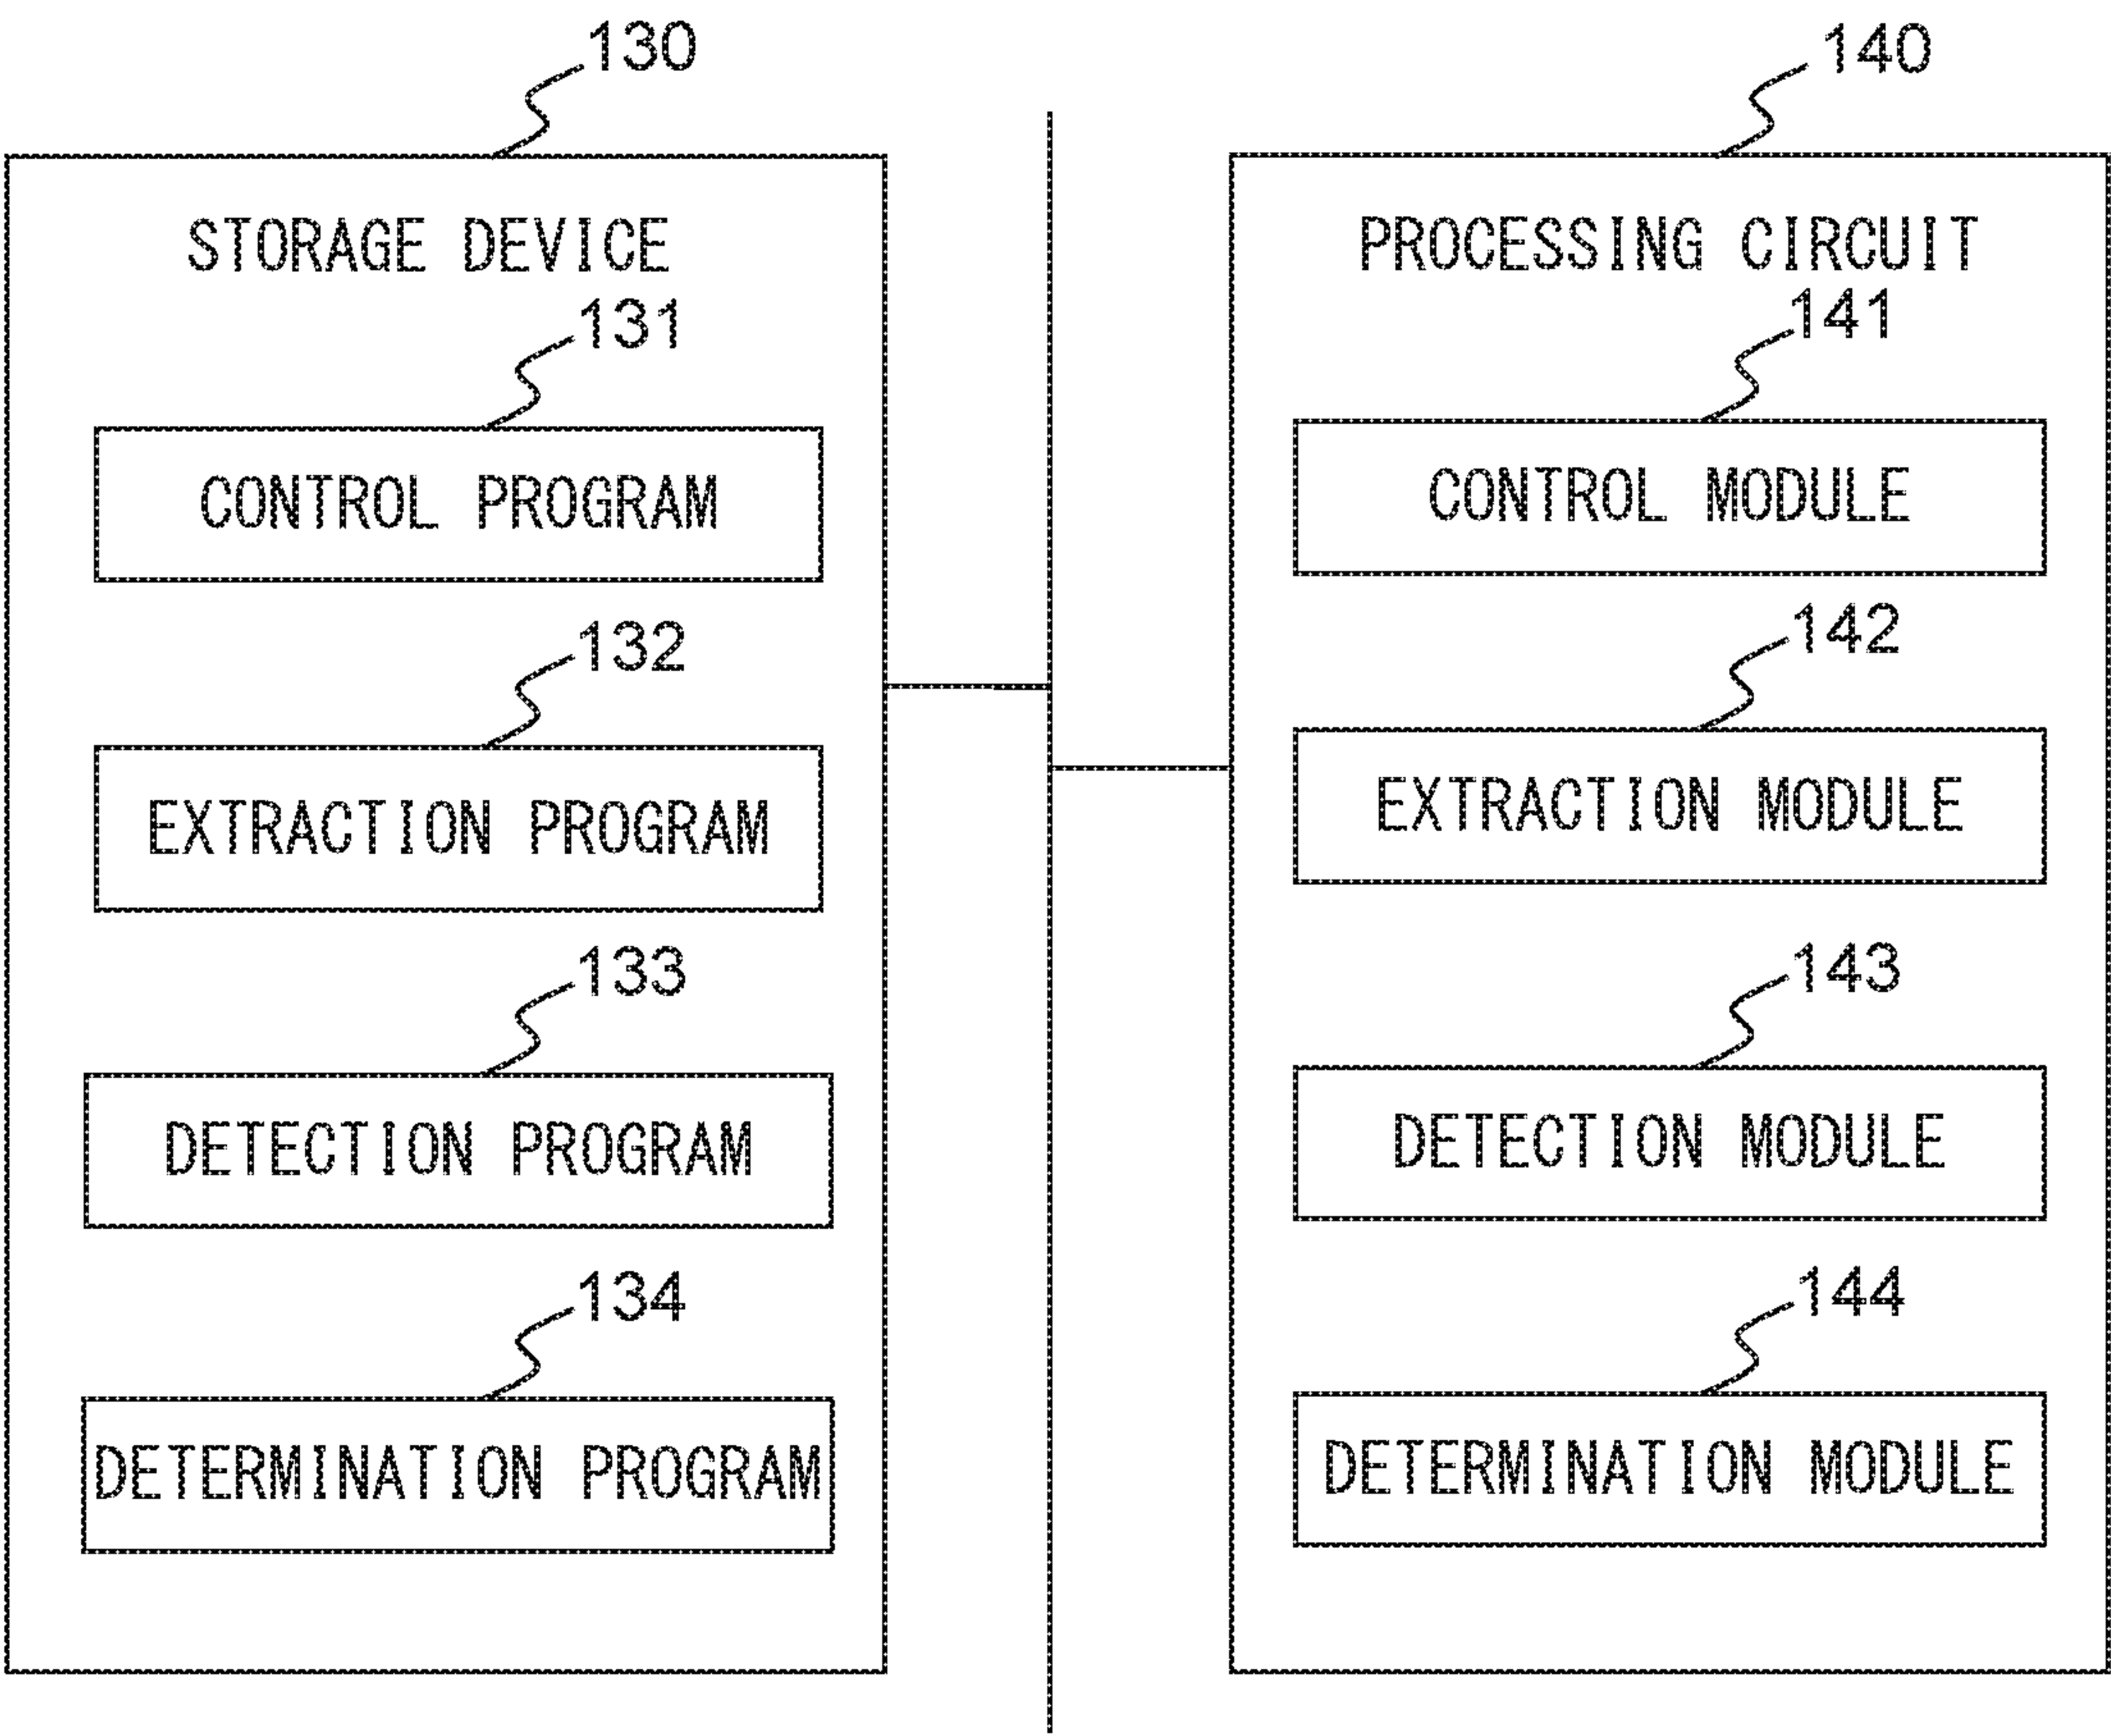 130
STORAGE DEVICE
131
CONTROL PROGRAM
132
EXTRACTION PROGRAM
133
DETECTION PROGRAM
134
DETERMINATION PROGRAM
140
PROCESSING CIRCUIT
141
CONTROL MODULE
142
EXTRACTION MODULE
143
DETECTION MODULE
144
DETERMINATION MODULE